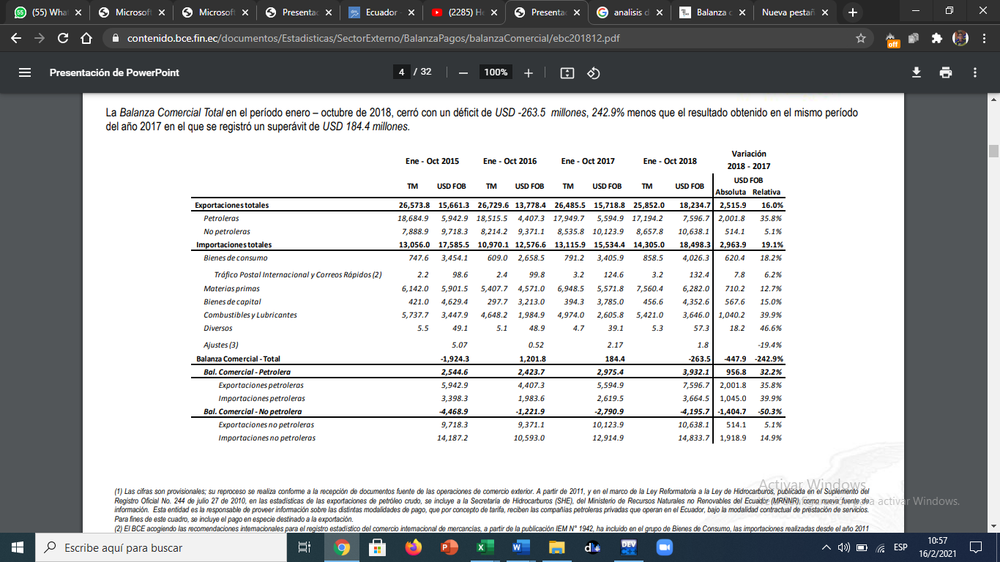 (55) What
Microsoft
Microsoft
Presentac
Ecuador -
(2285) He
Presentac
analisis d
Balanza c
Nueva pestañ
contenido.bce.fin.ec/documentos/Estadisticas/SectorExterno/BalanzaPagos/balanzaComercial/ebc201812.pdf
off
Presentación de PowerPoint
4 / 32
100%
La Balanza Comercial Total en el período enero – octubre de 2018, cerró con un déficit de USD -263.5 millones, 242.9% menos que el resultado obtenido en el mismo período
del año 2017 en el que se registró un superávit de USD 184.4 millones.
Ene - Oct 2015 Ene - Oct 2016 Ene - Oct 2017 Ene - Oct 2018 Variación
2018 - 2017
TM USD FOB TM USD FOB TM USD FOB TM USD FOB USD FOB
Absoluta Relativa
Exportaciones totales 26,573.8 15,661.3 26,729.6 13,778.4 26,485.5 15,718.8 25,852.0 18,234.7 2,515.9 16.0%
Petroleras 18,684.9 5,942.9 18,515.5 4,407.3 17,949.7 5,594.9 17,194.2 7,596.7 2,001.8 35.8%
No petroleras 7,888.9 9,718.3 8,214.2 9,371.1 8,535.8 10,123.9 8,657.8 10,638.1 514.1 5.1%
Importaciones totales 13,056.0 17,585.5 10,970.1 12,576.6 13,115.9 15,534.4 14,305.0 18,498.3 2,963.9 19.1%
Bienes de consumo 747.6 3,454.1 609.0 2,658.5 791.2 3,405.9 858.5 4,026.3 620.4 18.2%
Tráfico Postal Internacional y Correos Rápidos (2) 2.2 98.6 2.4 99.8 3.2 124.6 3.2 132.4 7.8 6.2%
Materias primas 6,142.0 5,901.5 5,407.7 4,571.0 6,948.5 5,571.8 7,560.4 6,282.0 710.2 12.7%
Bienes de capital 421.0 4,629.4 297.7 3,213.0 394.3 3,785.0 456.6 4,352.6 567.6 15.0%
Combustibles y Lubricantes 5,737.7 3,447.9 4,648.2 1,984.9 4,974.0 2,605.8 5,421.0 3,646.0 1,040.2 39.9%
Diversos 5.5 49.1 5.1 48.9 4.7 39.1 5.3 57.3 18.2 46.6%
Ajustes (3) 5.07 0.52 2.17 1.8 -19.4%
Balanza Comercial - Total -1,924.3 1,201.8 184.4 -263.5 -447.9 -242.9%
Bal. Comercial - Petrolera 2,544.6 2,423.7 2,975.4 3,932.1 956.8 32.2%
Exportaciones petroleras 5,942.9 4,407.3 5,594.9 7,596.7 2,001.8 35.8%
Importaciones petroleras 3,398.3 1,983.6 2,619.5 3,664.5 1,045.0 39.9%
Bal. Comercial - No petrolera -4,468.9 -1,221.9 -2,790.9 -4,195.7 -1,404.7 -50.3%
Exportaciones no petroleras 9,718.3 9,371.1 10,123.9 10,638.1 514.1 5.1%
Importaciones no petroleras 14,187.2 10,593.0 12,914.9 14,833.7 1,918.9 14.9%
(1) Las cifras son provisionales; su reproceso se realiza conforme a la recepción de documentos fuente de las operaciones de comercio exterior. A partir de 2011, y en el marco de la Ley Reformatoria a la Ley de Hidrocarburos, publicada en el Suplemento del
Registro Oficial No. 244 de julio 27 de 2010, en las estadísticas de las exportaciones de petróleo crudo, se incluye a la Secretaría de Hidrocarburos (SHE), del Ministerio de Recursos Naturales no Renovables del Ecuador (MRNNR), como nueva fuente de
información. Esta entidad es la responsable de proveer información sobre las distintas modalidades de pago, que por concepto de tarifa, reciben las compañías petroleras privadas que operan en el Ecuador, bajo la modalidad contractual de prestación de servicios.
Para fines de este cuadro, se incluye el pago en especie destinado a la exportación.
(2) El BCE acogiendo las recomendaciones internacionales para el registro estadístico del comercio internacional de mercancías, a partir de la publicación IEM N° 1942, ha incluido en el grupo de Bienes de Consumo, las importaciones realizadas desde el año 2011
Activar Windows
activar Windows.
Escribe aquí para buscar
ESP
10:57
16/2/2021